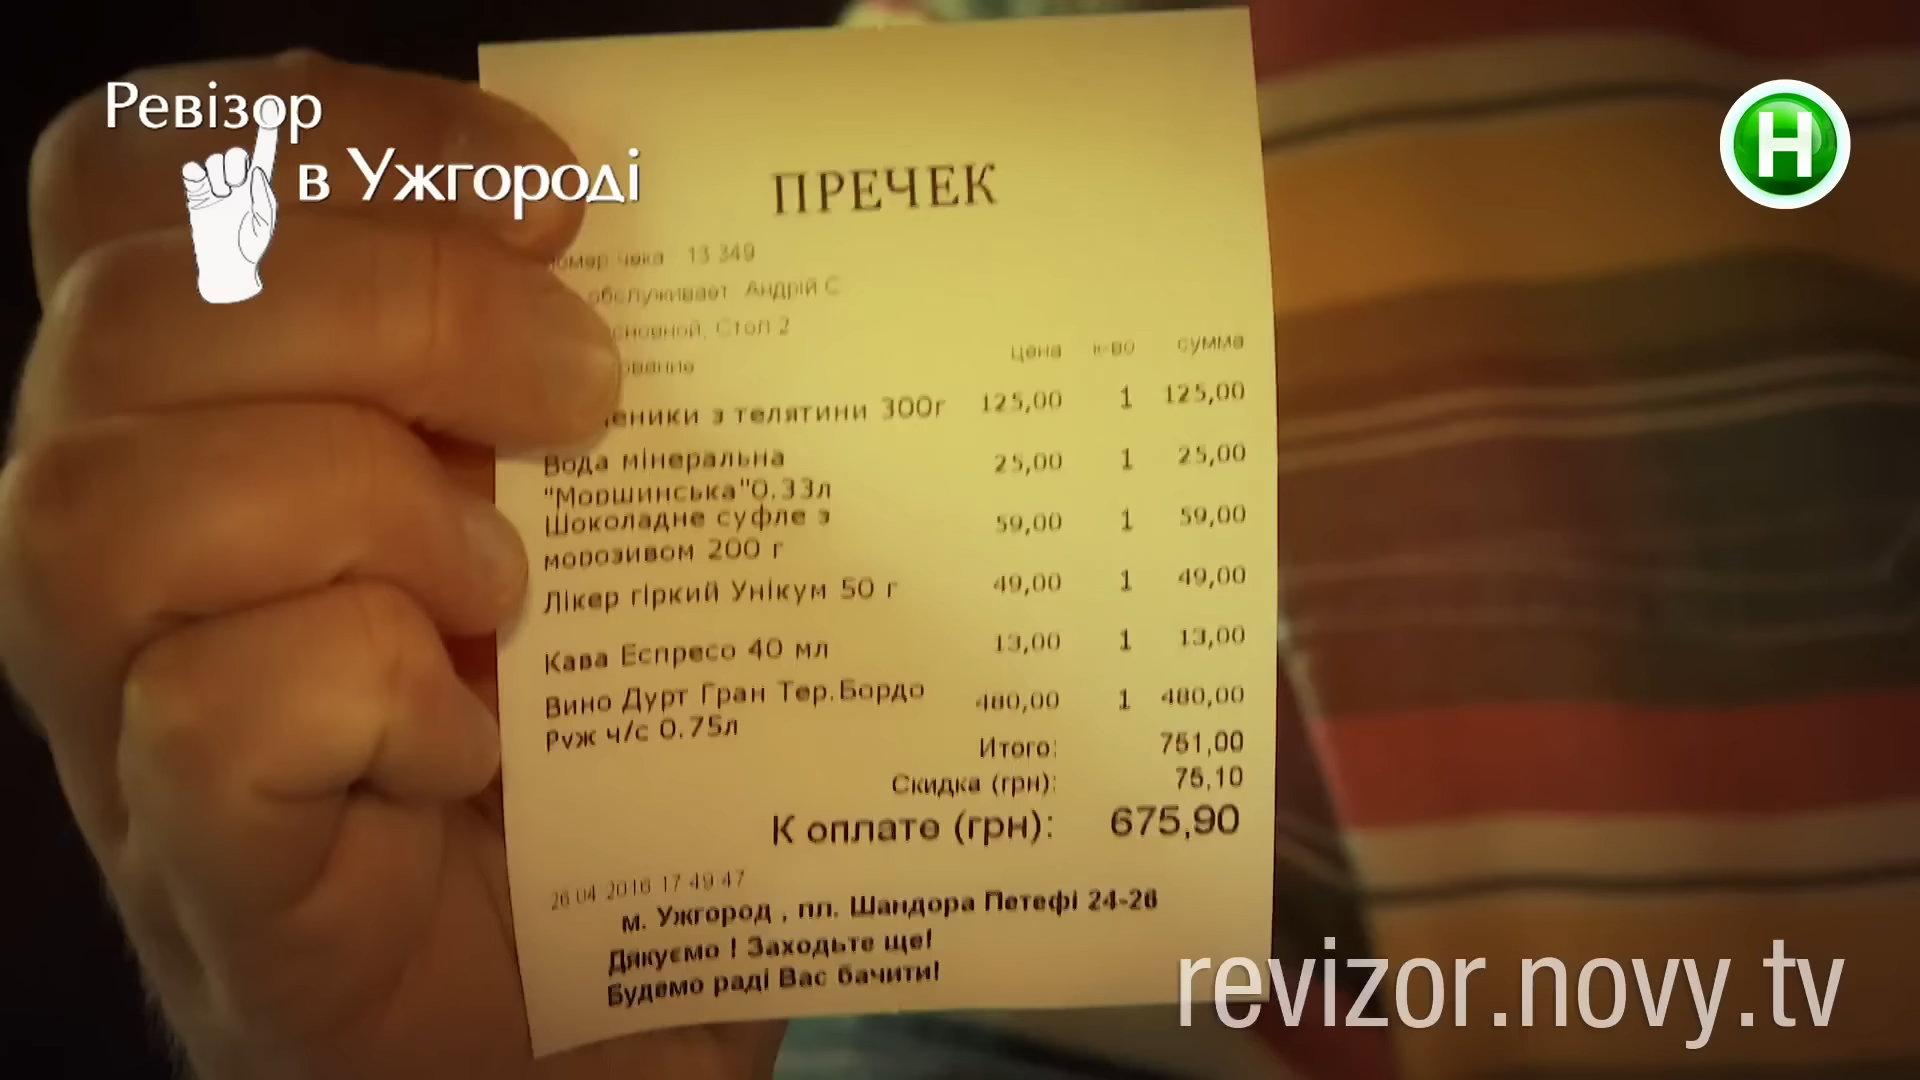 Ревізор
в Ужгороді
Н
ПРЕЧЕК
чека 13 349
обслуживает Андрій С
Стол 2
цена к-во сумма
з телятини 300г 125,00 1 125,00
Вода мінеральна 25,00 1 25,00
"Моршинська"0.33л
Шоколадне суфле з 59,00 1 59,00
морозивом 200 г
Лікер гіркий Унікум 50 г 49,00 1 49,00
Кава Еспресо 40 мл 13,00 1 13,00
Вино Дурт Гран Тер.Бордо 480,00 1 480,00
Руж ч/с 0.75л
Итого: 751,00
Скидка (грн): 75,10
К оплате (грн): 675,90
26 04 2016 17 49 47
м. Ужгород , пл. Шандора Петефі 24-26
Дякуємо ! Заходьте ще!
Будемо раді Вас бачити!
revizor.novy.tv